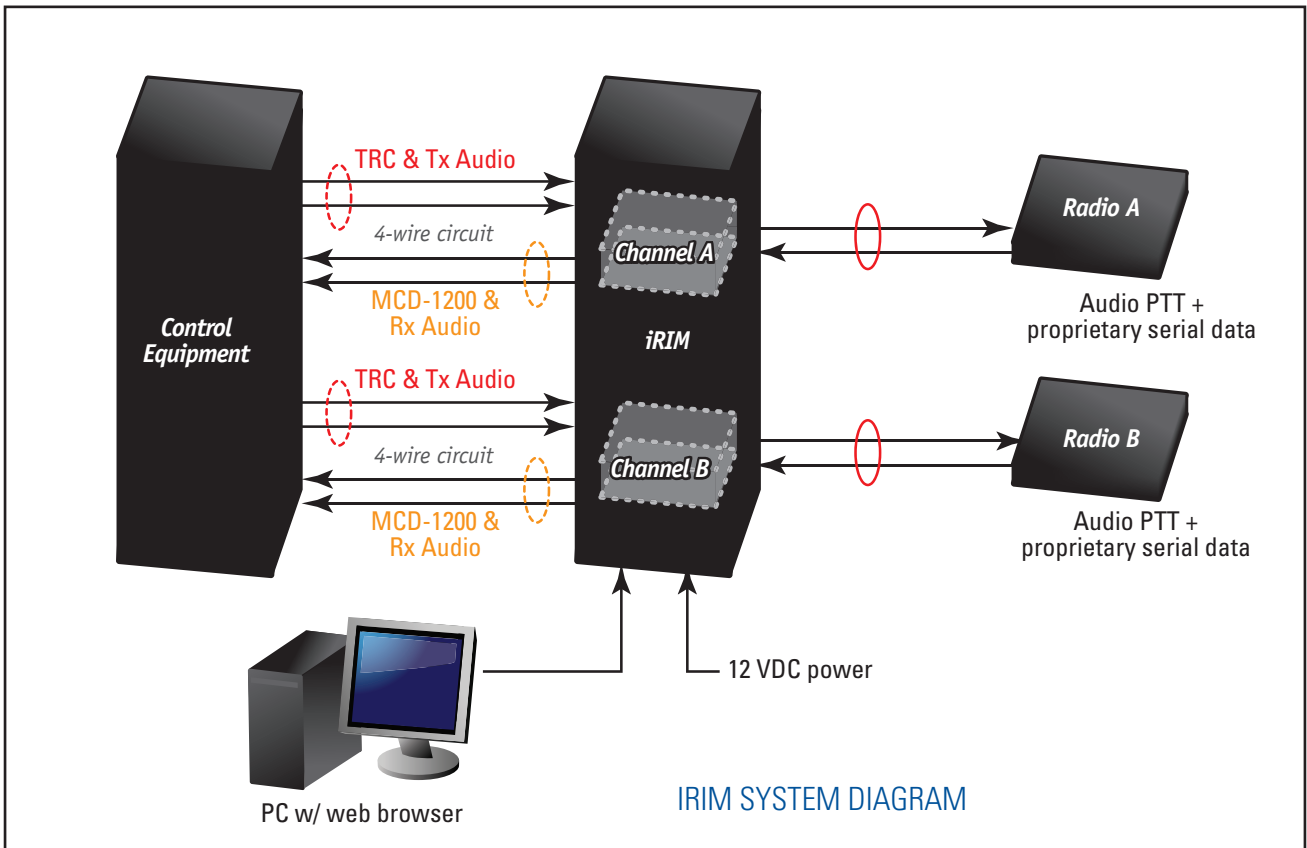 TRC & Tx Audio
4-wire circuit
MCD-1200 &
Rx Audio
Control
Equipment
TRC & Tx Audio
4-wire circuit
MCD-1200 &
Rx Audio
Channel A
iRIM
Channel B
Radio A
Audio PTT +
proprietary serial data
Radio B
Audio PTT +
proprietary serial data
12 VDC power
PC w/ web browser
IRIM SYSTEM DIAGRAM